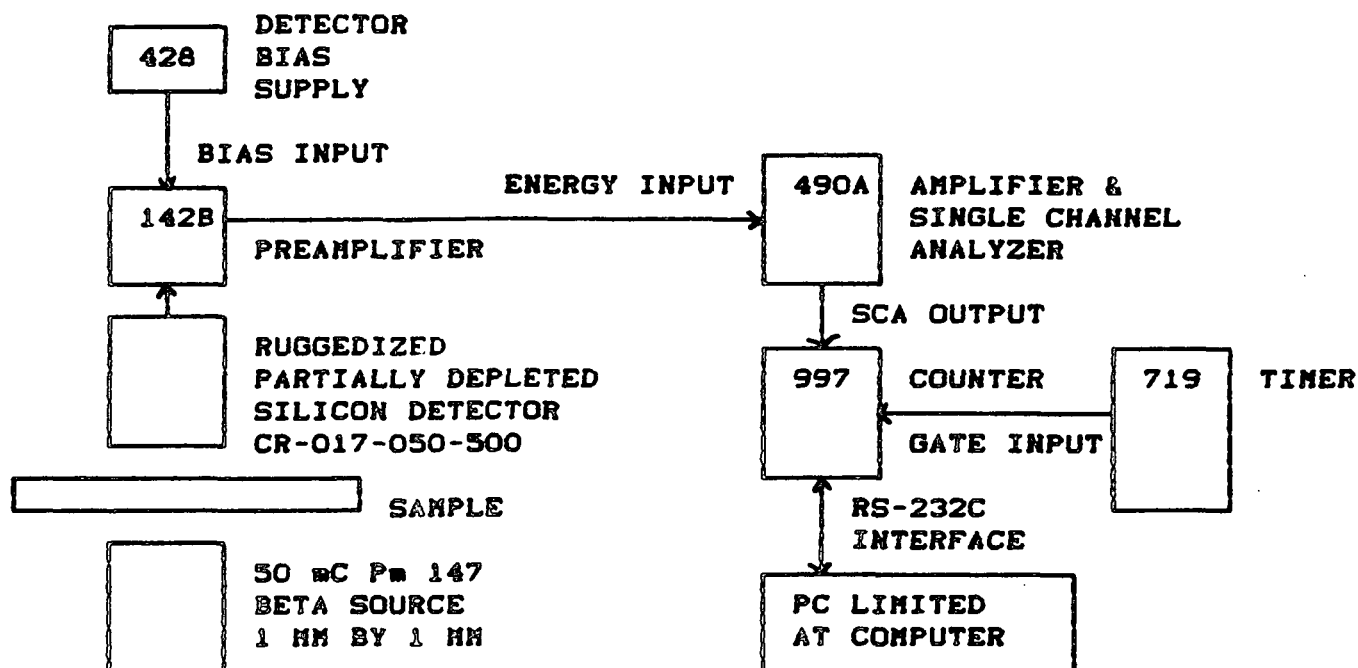 428
DETECTOR
BIAS
SUPPLY
BIAS INPUT
142B
PREAMPLIFIER
ENERGY INPUT
490A
AMPLIFIER &
SINGLE CHANNEL
ANALYZER
SCA OUTPUT
RUGGEDIZED
PARTIALLY DEPLETED
SILICON DETECTOR
CR-017-050-500
997
COUNTER
719
TIMER
GATE INPUT
SAMPLE
RS-232C
INTERFACE
50 mC Pm 147
BETA SOURCE
1 MM BY 1 MM
PC LIMITED
AT COMPUTER